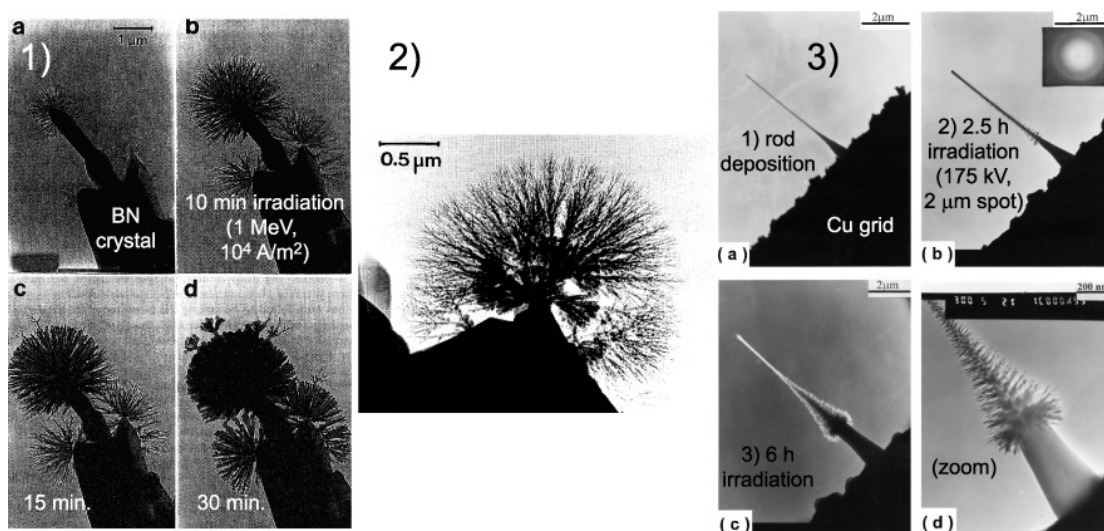 a
1 μm
1)
BN
crystal
b
10 min irradiation
(1 MeV,
10⁴ A/m²)
c
15 min.
d
30 min.
2)
0.5 μm
2μm
3)
1) rod
deposition
Cu grid
( a )
2μm
2) 2.5 h
irradiation
(175 kV,
2 μm spot)
( b )
2μm
3) 6 h
irradiation
( c )
200 nm
(zoom)
( d )